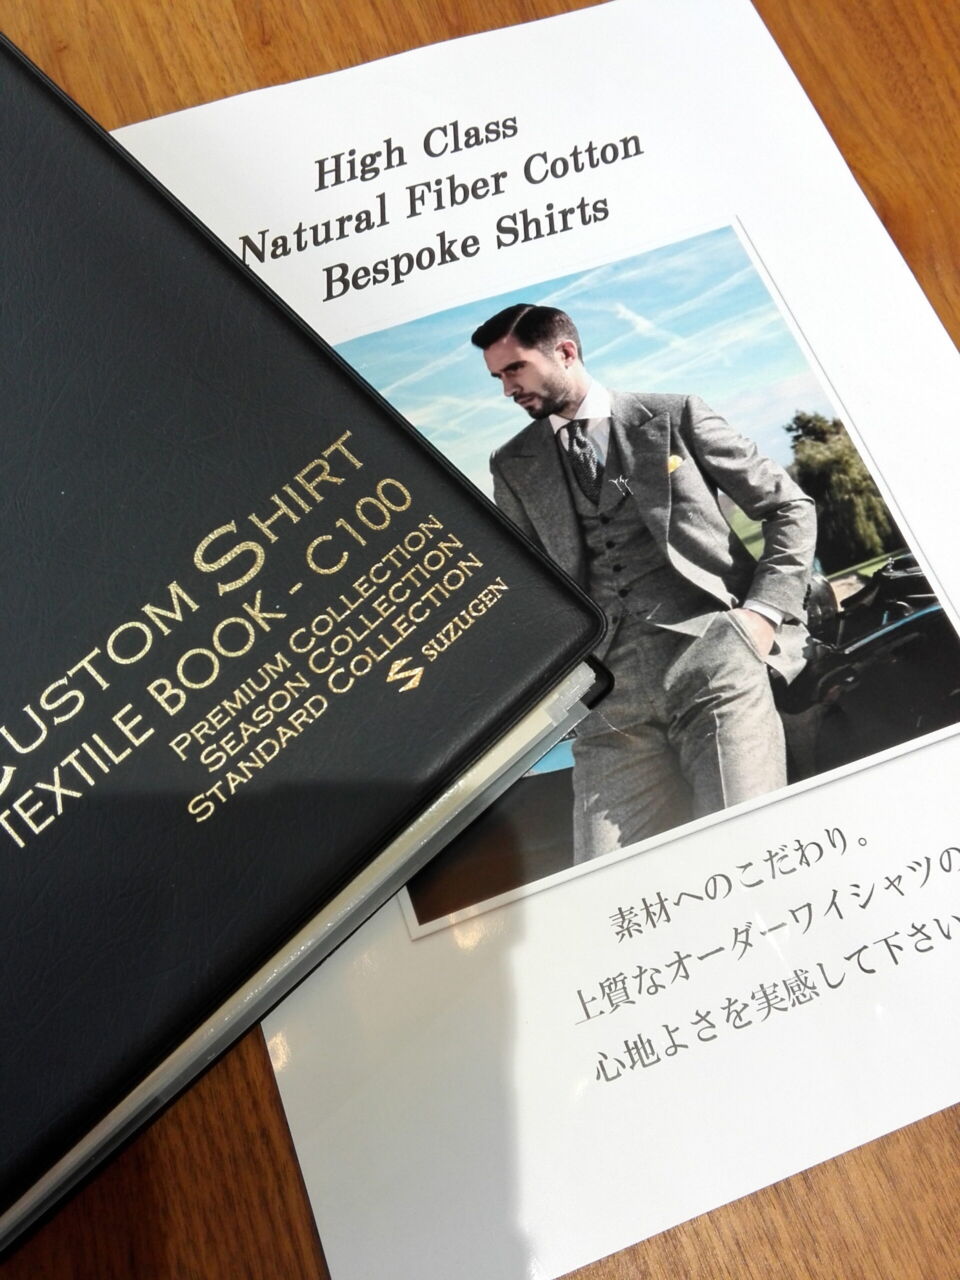 High Class
Natural Fiber Cotton
Bespoke Shirts
CUSTOM SHIRT
TEXTILE BOOK - C100
PREMIUM COLLECTION
SEASON COLLECTION
STANDARD COLLECTION
SUZUGEN
素材へのこだわり。
上質なオーダーワイシャツの
心地よさを実感して下さい